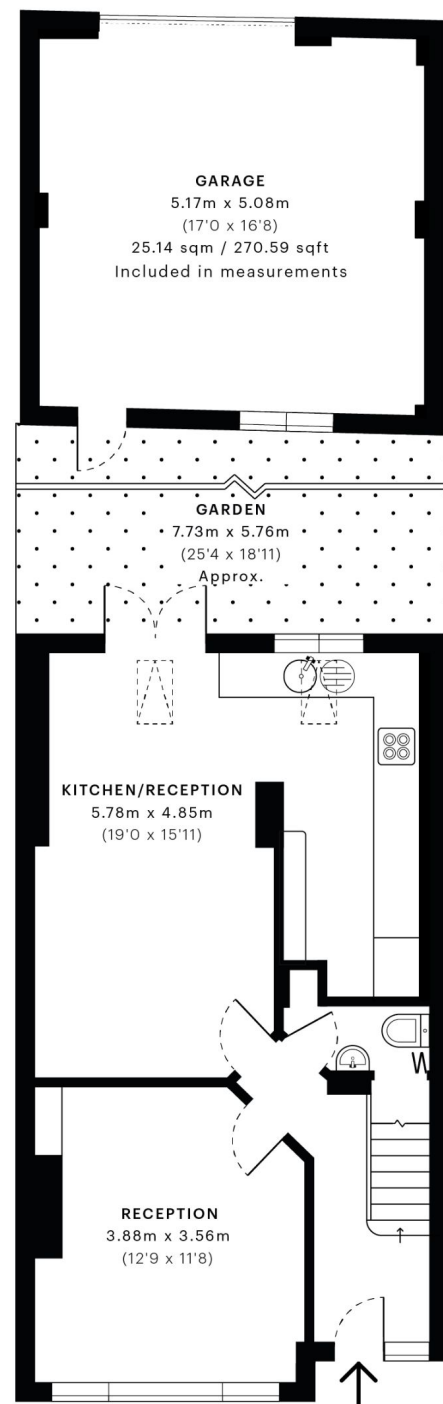 GARAGE
5.17m x 5.08m
(17'0 x 16'8)
25.14 sqm / 270.59 sqft
Included in measurements
GARDEN
7.73m x 5.76m
(25'4 x 18'11)
Approx.
KITCHEN/RECEPTION
5.78m x 4.85m
(19'0 x 15'11)
RECEPTION
3.88m x 3.56m
(12'9 x 11'8)